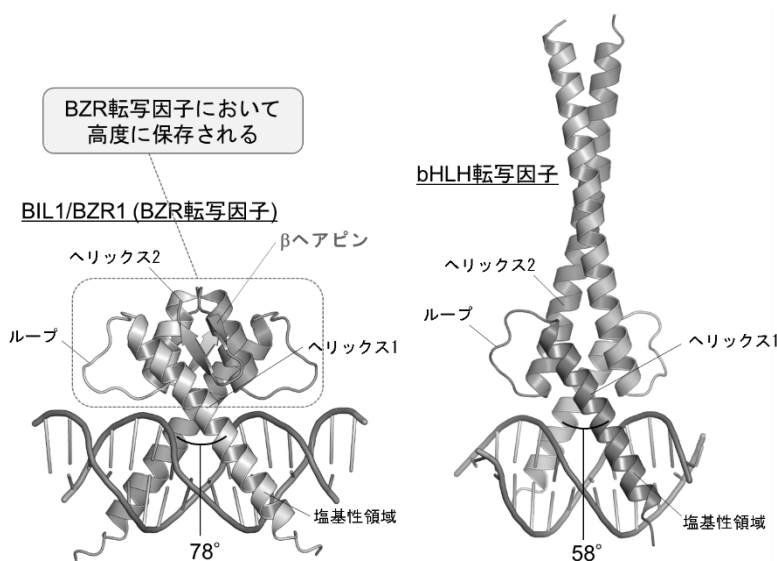 BZR転写因子において
高度に保存される
BIL1/BZR1 (BZR転写因子)
βヘアピン
ヘリックス2
ループ
ヘリックス1
塩基性領域
78°
bHLH転写因子
ヘリックス2
ループ
ヘリックス1
塩基性領域
58°